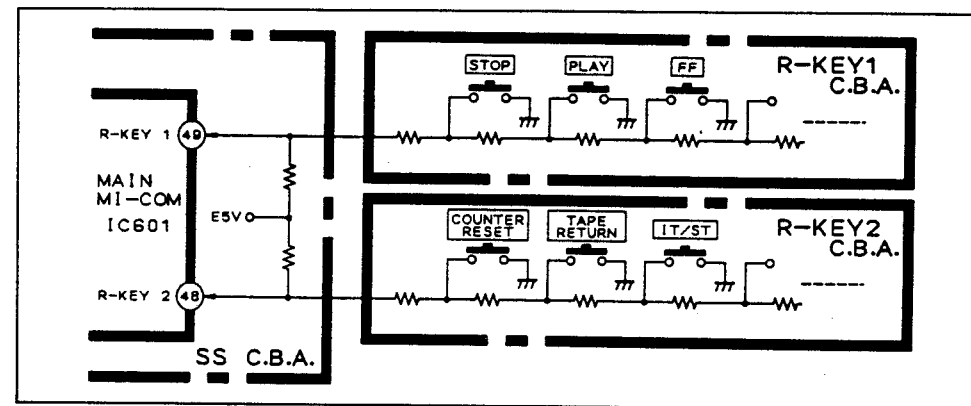 STOP
PLAY
FF
R-KEY1
C.B.A.
R-KEY 1
49
MAIN
MI-COM
IC601
E5V
COUNTER
RESET
TAPE
RETURN
IT/ST
R-KEY2
C.B.A.
R-KEY 2
48
SS C.B.A.